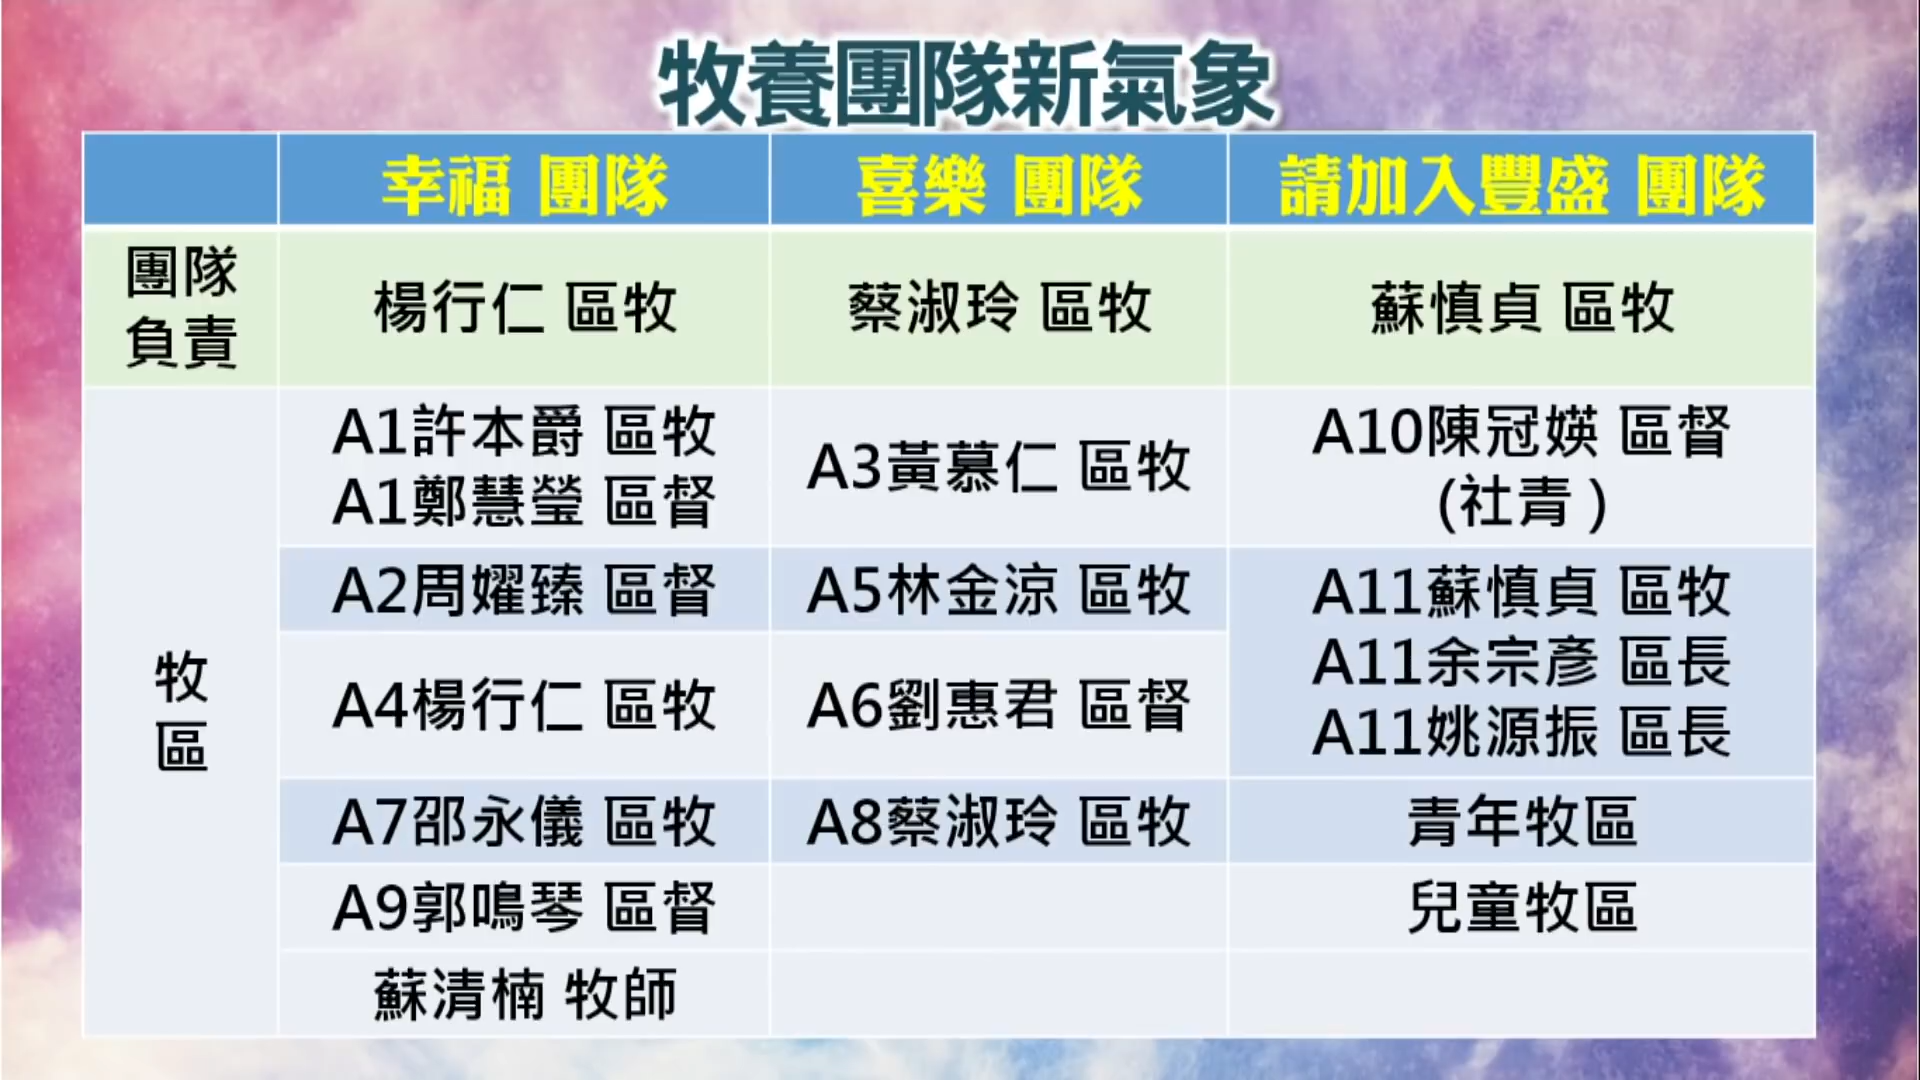 牧養團隊新氣象
幸福 團隊
喜樂 團隊
請加入豐盛 團隊
團隊
負責
楊行仁 區牧
蔡淑玲 區牧
蘇慎貞 區牧
牧
區
A1許本爵 區牧
A1鄭慧瑩 區督
A3黃慕仁 區牧
A10陳冠媖 區督
(社青)
A2周嬥臻 區督
A5林金涼 區牧
A11蘇慎貞 區牧
A11余宗彥 區長
A11姚源振 區長
A4楊行仁 區牧
A6劉惠君 區督
A7邵永儀 區牧
A8蔡淑玲 區牧
青年牧區
A9郭鳴琴 區督
兒童牧區
蘇清楠 牧師